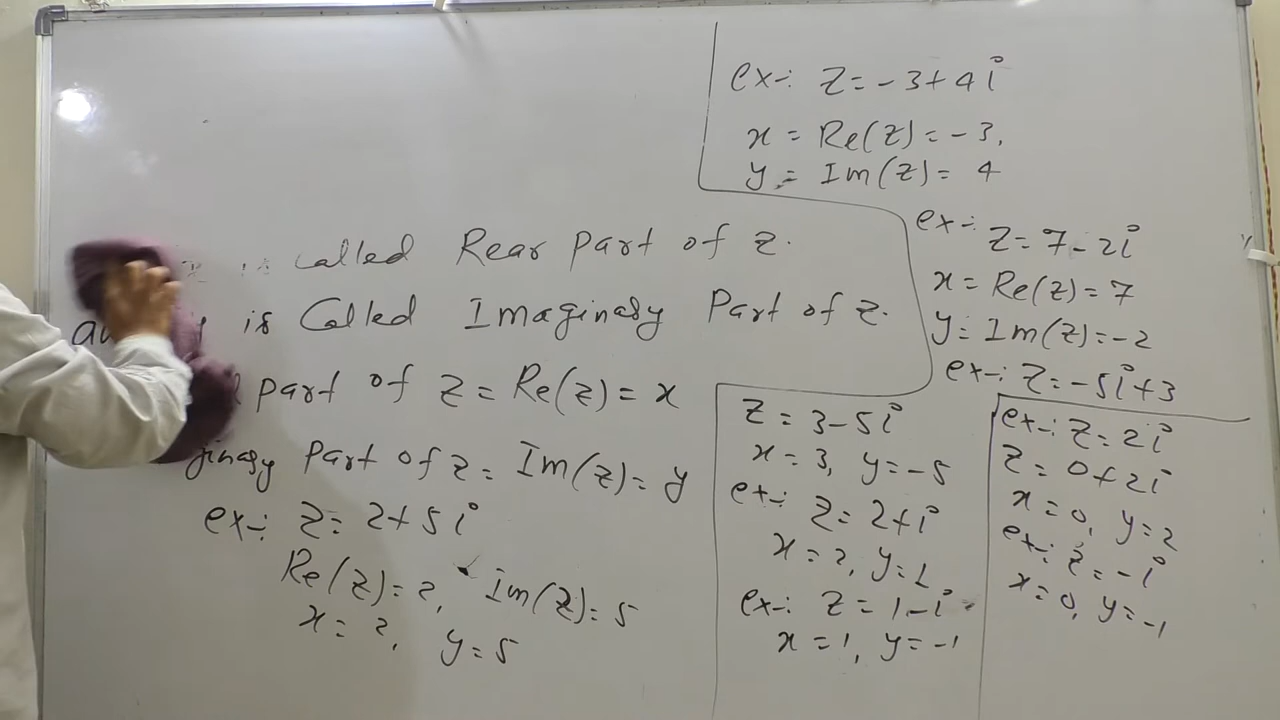 is called Rear part of z.
is Called Imaginary Part of z.
part of z = Re(z) = x
ginary Part of z = Im(z) = y
ex-: z = 2+5i
Re(z) = 2, Im(z) = 5
x = 2, y = 5
ex-: z = -3+4i
x = Re(z) = -3,
y = Im(z) = 4
ex-: z = 7-2i
x = Re(z) = 7
y = Im(z) = -2
ex-: z = -5i+3
z = 3-5i
x = 3, y = -5
ex-: z = 2+i
x = 2, y = 1
ex-: z = 1-i
x = 1, y = -1
ex-: z = 2i
z = 0+2i
x = 0, y = 2
ex-: z = -i
x = 0, y = -1